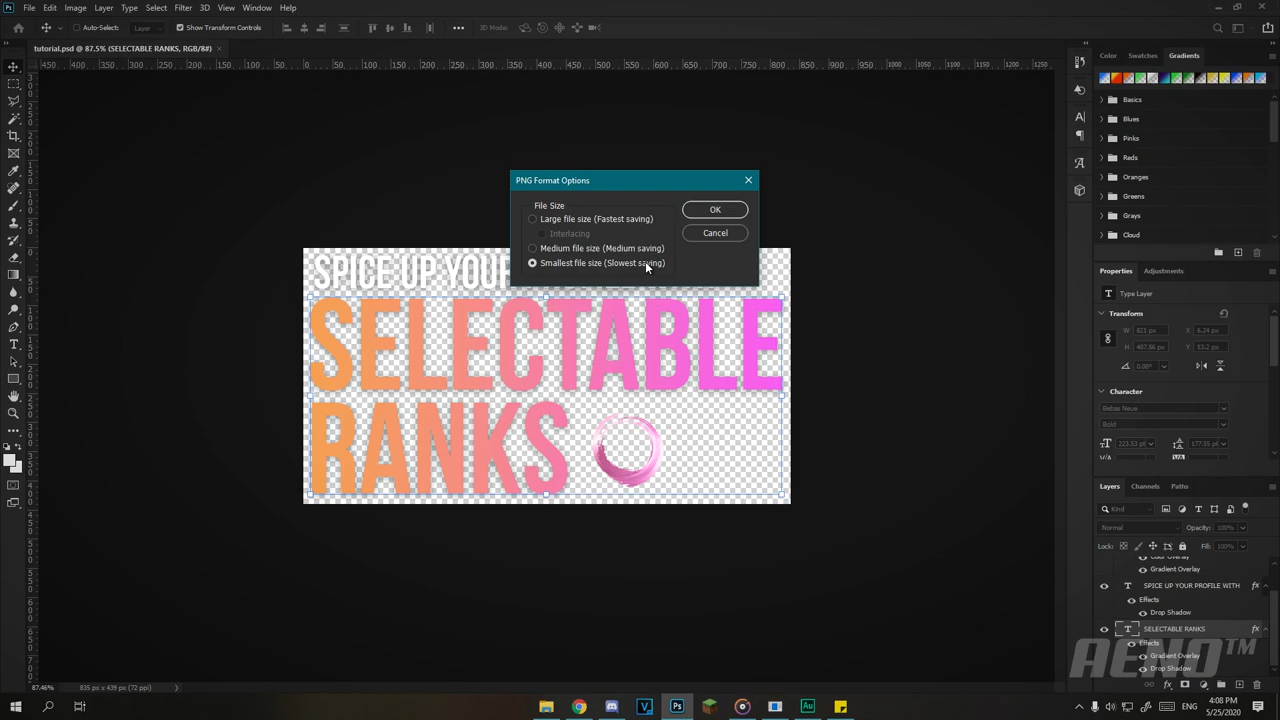 Ps File Edit Image Layer Type Select Filter 3D View Window Help
Auto-Select: Layer Show Transform Controls 3D Mode:
tutorial.psd @ 87.5% (SELECTABLE RANKS, RGB/8#)
Color Swatches Gradients
Basics
Blues
Pinks
Reds
Oranges
Greens
Grays
Cloud
PNG Format Options
File Size
Large file size (Fastest saving)
Interlacing
Medium file size (Medium saving)
Smallest file size (Slowest saving)
OK
Cancel
SPICE UP YOUR
SELECTABLE
RANKS
Properties Adjustments
Type Layer
Transform
W 821 px X 6.24 px
H 407.56 px Y 53.2 px
0.00°
Character
Bebas Neue
Bold
223.53 pt 177.55 pt
Layers Channels Paths
Kind
Normal Opacity: 100%
Lock: Fill: 100%
Gradient Overlay
SPICE UP YOUR PROFILE WITH fx
Effects
Drop Shadow
SELECTABLE RANKS fx
Effects
Gradient Overlay
Drop Shadow
AENO™
87.46% 835 px x 439 px (72 ppi)
ENG
4:08 PM
5/25/2020